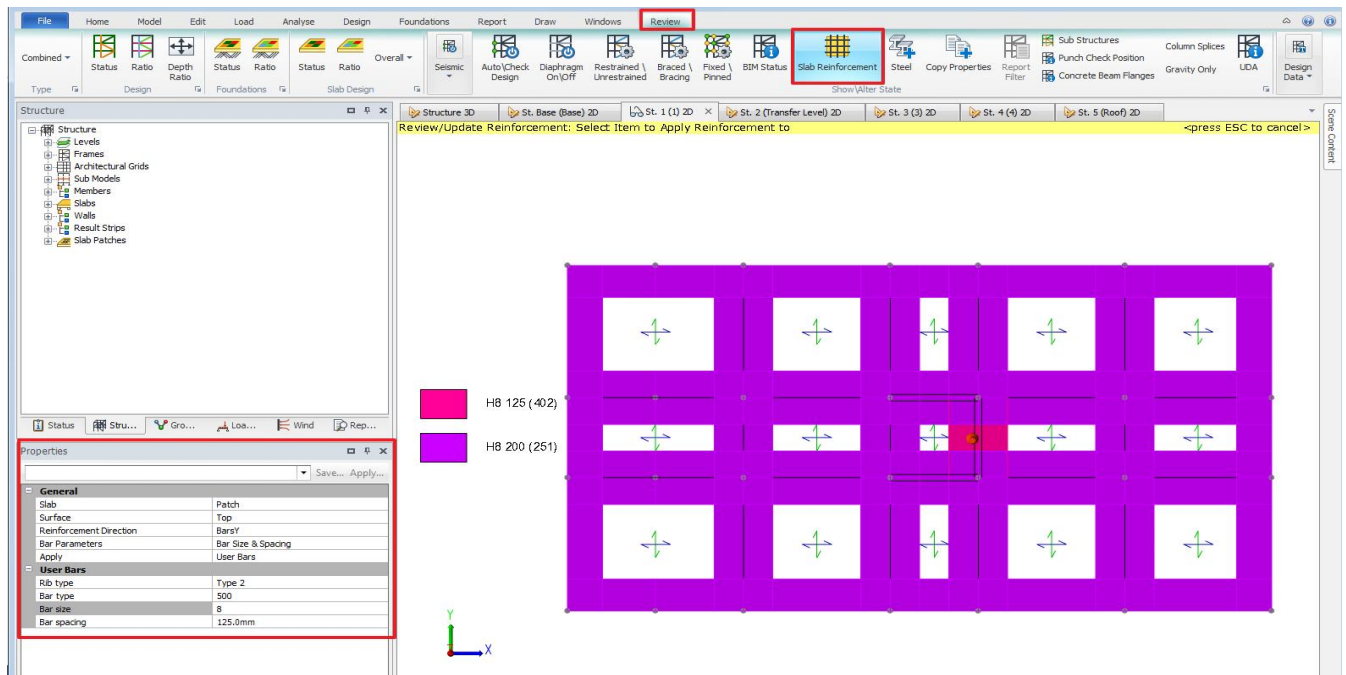 File Home Model Edit Load Analyse Design Foundations Report Draw Windows Review
Combined
Status Ratio Depth Ratio
Status Ratio
Status Ratio
Overall
Seismic
Auto\Check Design
Diaphragm On\Off
Restrained \ Unrestrained
Braced \ Bracing
Fixed \ Pinned
BIM Status
Slab Reinforcement
Steel
Copy Properties
Report Filter
Sub Structures
Punch Check Position
Concrete Beam Flanges
Column Splices
Gravity Only
UDA
Design Data
Type Design Foundations Slab Design Show\Alter State
Structure
Structure
Levels
Frames
Architectural Grids
Sub Models
Members
Slabs
Walls
Result Strips
Slab Patches
Status Stru... Gro... Loa... Wind Rep...
Structure 3D St. Base (Base) 2D St. 1 (1) 2D St. 2 (Transfer Level) 2D St. 3 (3) 2D St. 4 (4) 2D St. 5 (Roof) 2D
Review/Update Reinforcement: Select Item to Apply Reinforcement to <press ESC to cancel>
Scene Content
H8 125 (402)
H8 200 (251)
Y
X
Properties
Save... Apply...
General
Slab Patch
Surface Top
Reinforcement Direction BarsY
Bar Parameters Bar Size & Spacing
Apply User Bars
User Bars
Rib type Type 2
Bar type 500
Bar size 8
Bar spacing 125.0mm